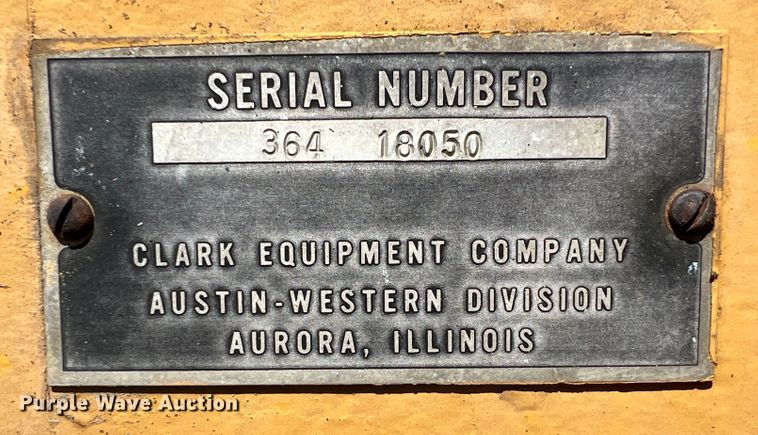 SERIAL NUMBER
364 18050
CLARK EQUIPMENT COMPANY
AUSTIN-WESTERN DIVISION
AURORA, ILLINOIS
Purple Wave Auction